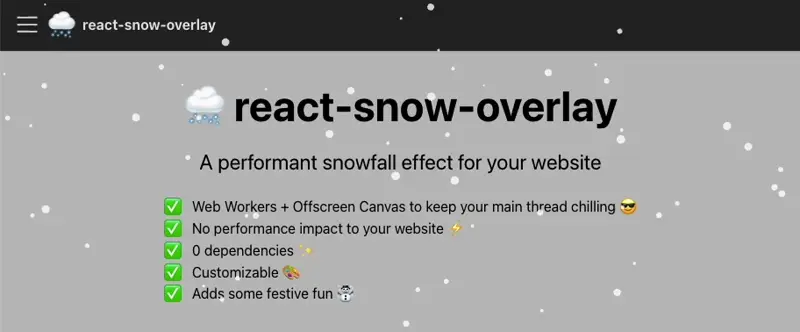 react-snow-overlay
🌨️ react-snow-overlay
A performant snowfall effect for your website
✅ Web Workers + Offscreen Canvas to keep your main thread chilling 😎
✅ No performance impact to your website ⚡
✅ 0 dependencies ✨
✅ Customizable 🎨
✅ Adds some festive fun ☃️